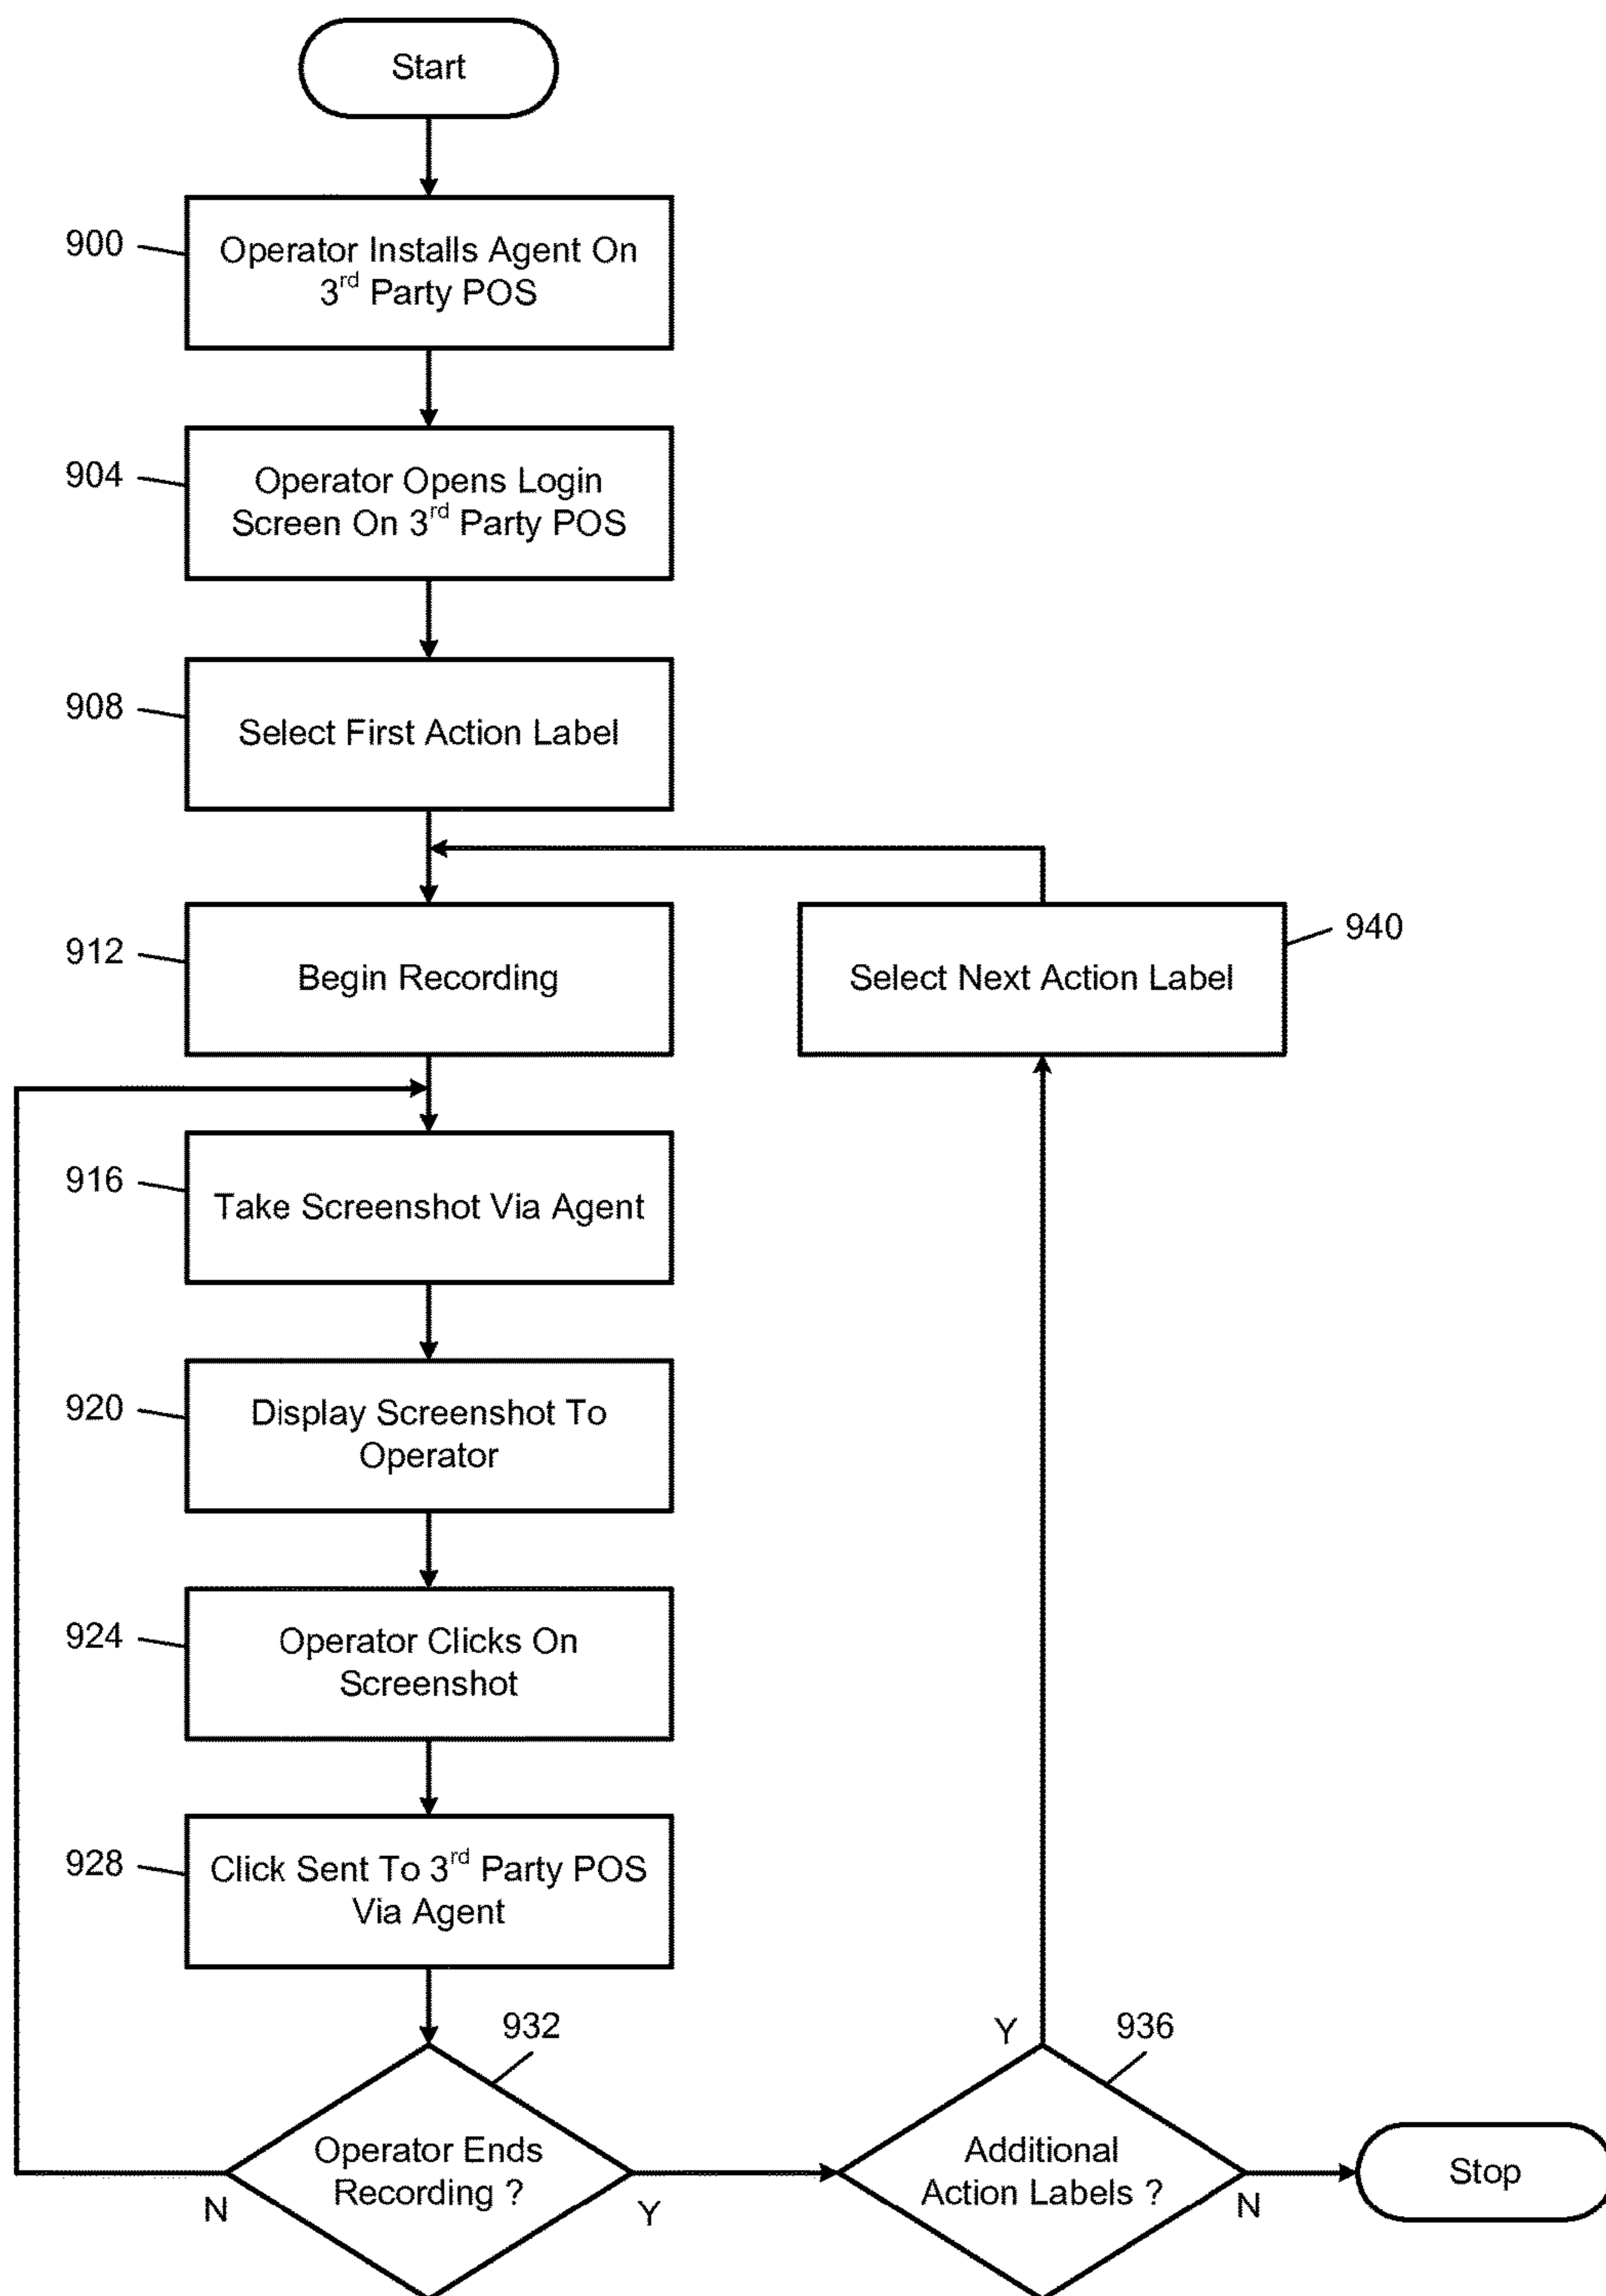 Start
900
Operator Installs Agent On
3rd Party POS
904
Operator Opens Login
Screen On 3rd Party POS
908
Select First Action Label
912
Begin Recording
940
Select Next Action Label
916
Take Screenshot Via Agent
920
Display Screenshot To
Operator
924
Operator Clicks On
Screenshot
928
Click Sent To 3rd Party POS
Via Agent
932
Operator Ends
Recording ?
N
Y
936
Additional
Action Labels ?
Y
N
Stop